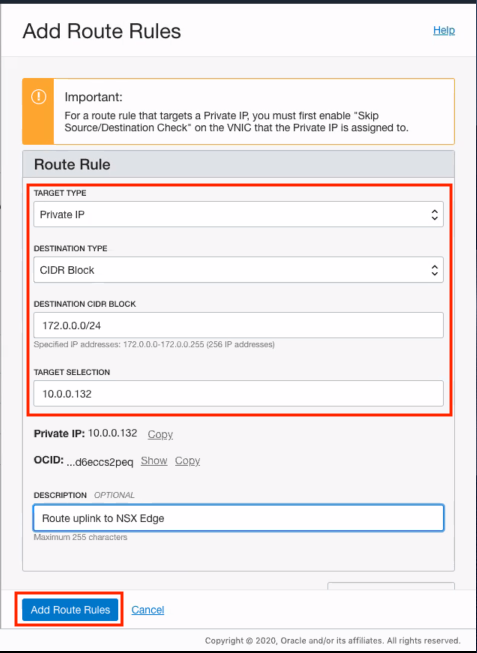 Add Route Rules
Help
Important:
For a route rule that targets a Private IP, you must first enable "Skip
Source/Destination Check" on the VNIC that the Private IP is assigned to.
Route Rule
TARGET TYPE
Private IP
DESTINATION TYPE
CIDR Block
DESTINATION CIDR BLOCK
172.0.0.0/24
Specified IP addresses: 172.0.0.0-172.0.0.255 (256 IP addresses)
TARGET SELECTION
10.0.0.132
Private IP: 10.0.0.132 Copy
OCID: ...d6eccs2peq Show Copy
DESCRIPTION OPTIONAL
Route uplink to NSX Edge
Maximum 255 characters
Add Route Rules Cancel
Copyright © 2020, Oracle and/or its affiliates. All rights reserved.